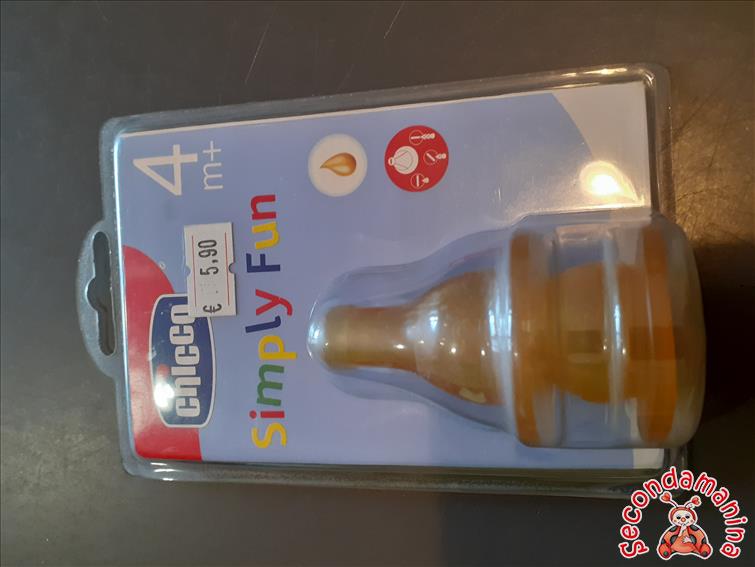 4
m+
€ 5,90
chicco
Simply Fun
Secondamanina